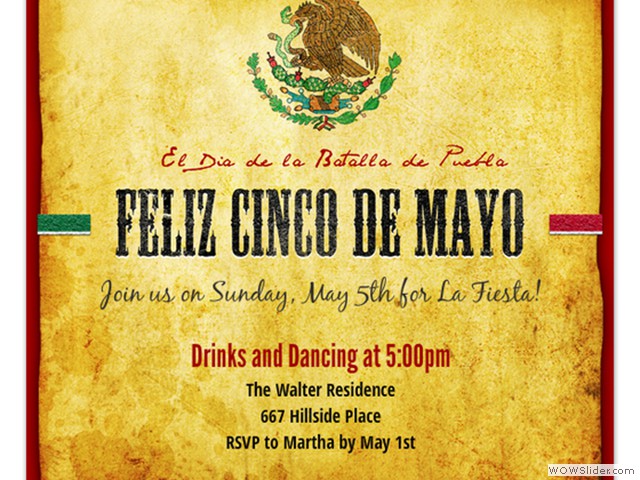 El Dia de la Batalla de Puebla
FELIZ CINCO DE MAYO
Join us on Sunday, May 5th for La Fiesta!
Drinks and Dancing at 5:00pm
The Walter Residence
667 Hillside Place
RSVP to Martha by May 1st
WOWSlider.com